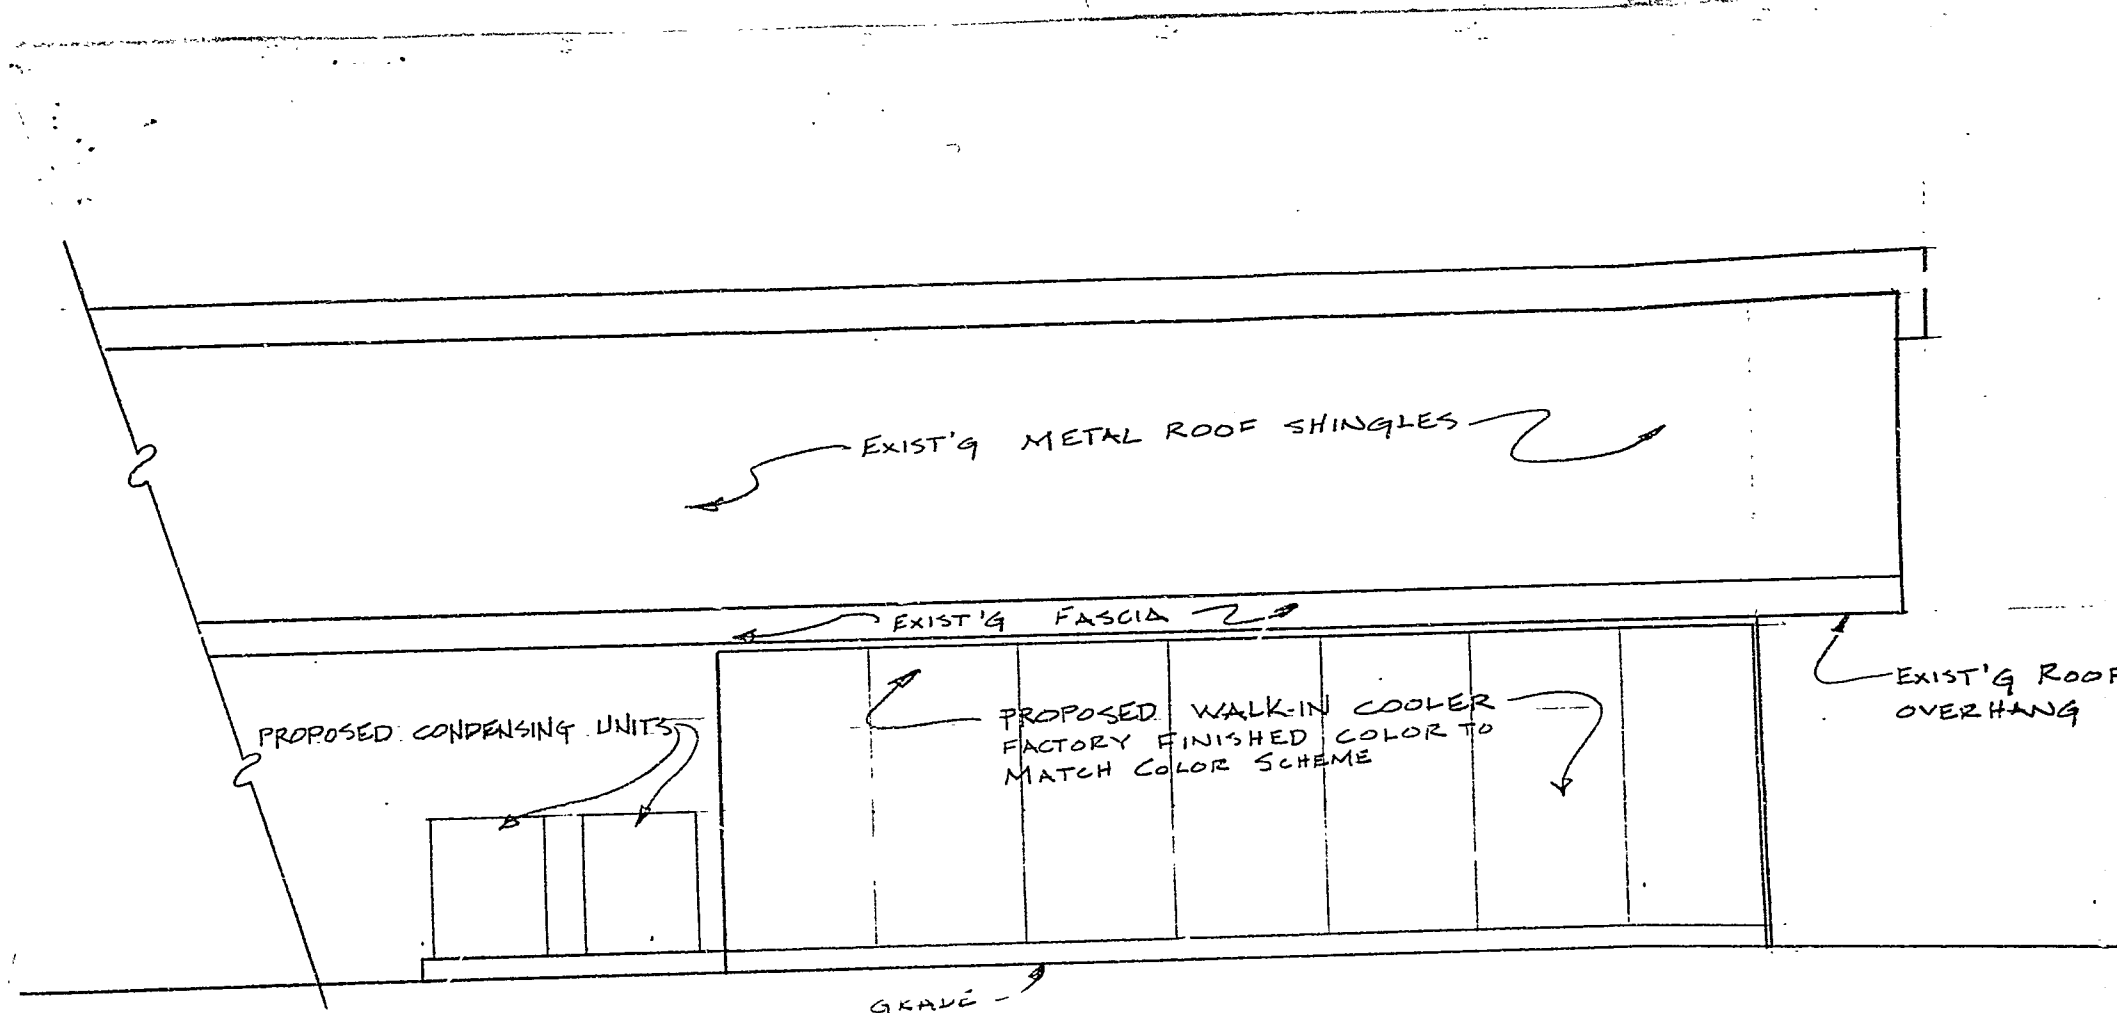 EXIST'G METAL ROOF SHINGLES
EXIST'G FASCIA
EXIST'G ROOF
OVERHANG
PROPOSED CONDENSING UNITS
PROPOSED WALK-IN COOLER
FACTORY FINISHED COLOR TO
MATCH COLOR SCHEME
GRADE